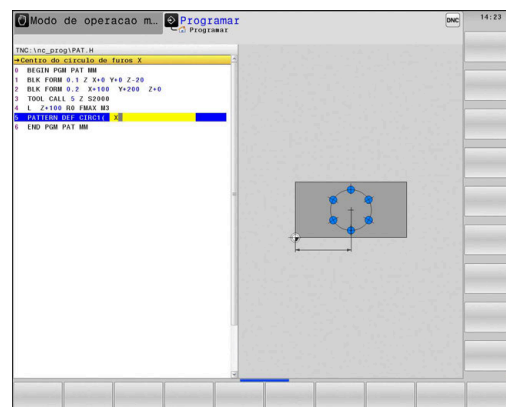 Modo de operacao m…
Programar
Programar
DNC
14:23
TNC:\nc_prog\PAT.H
→Centro do circulo de furos X
0 BEGIN PGM PAT MM
1 BLK FORM 0.1 Z X+0 Y+0 Z-20
2 BLK FORM 0.2 X+100 Y+200 Z+0
3 TOOL CALL 5 Z S2000
4 L Z+100 R0 FMAX M3
5 PATTERN DEF CIRC1( X
6 END PGM PAT MM